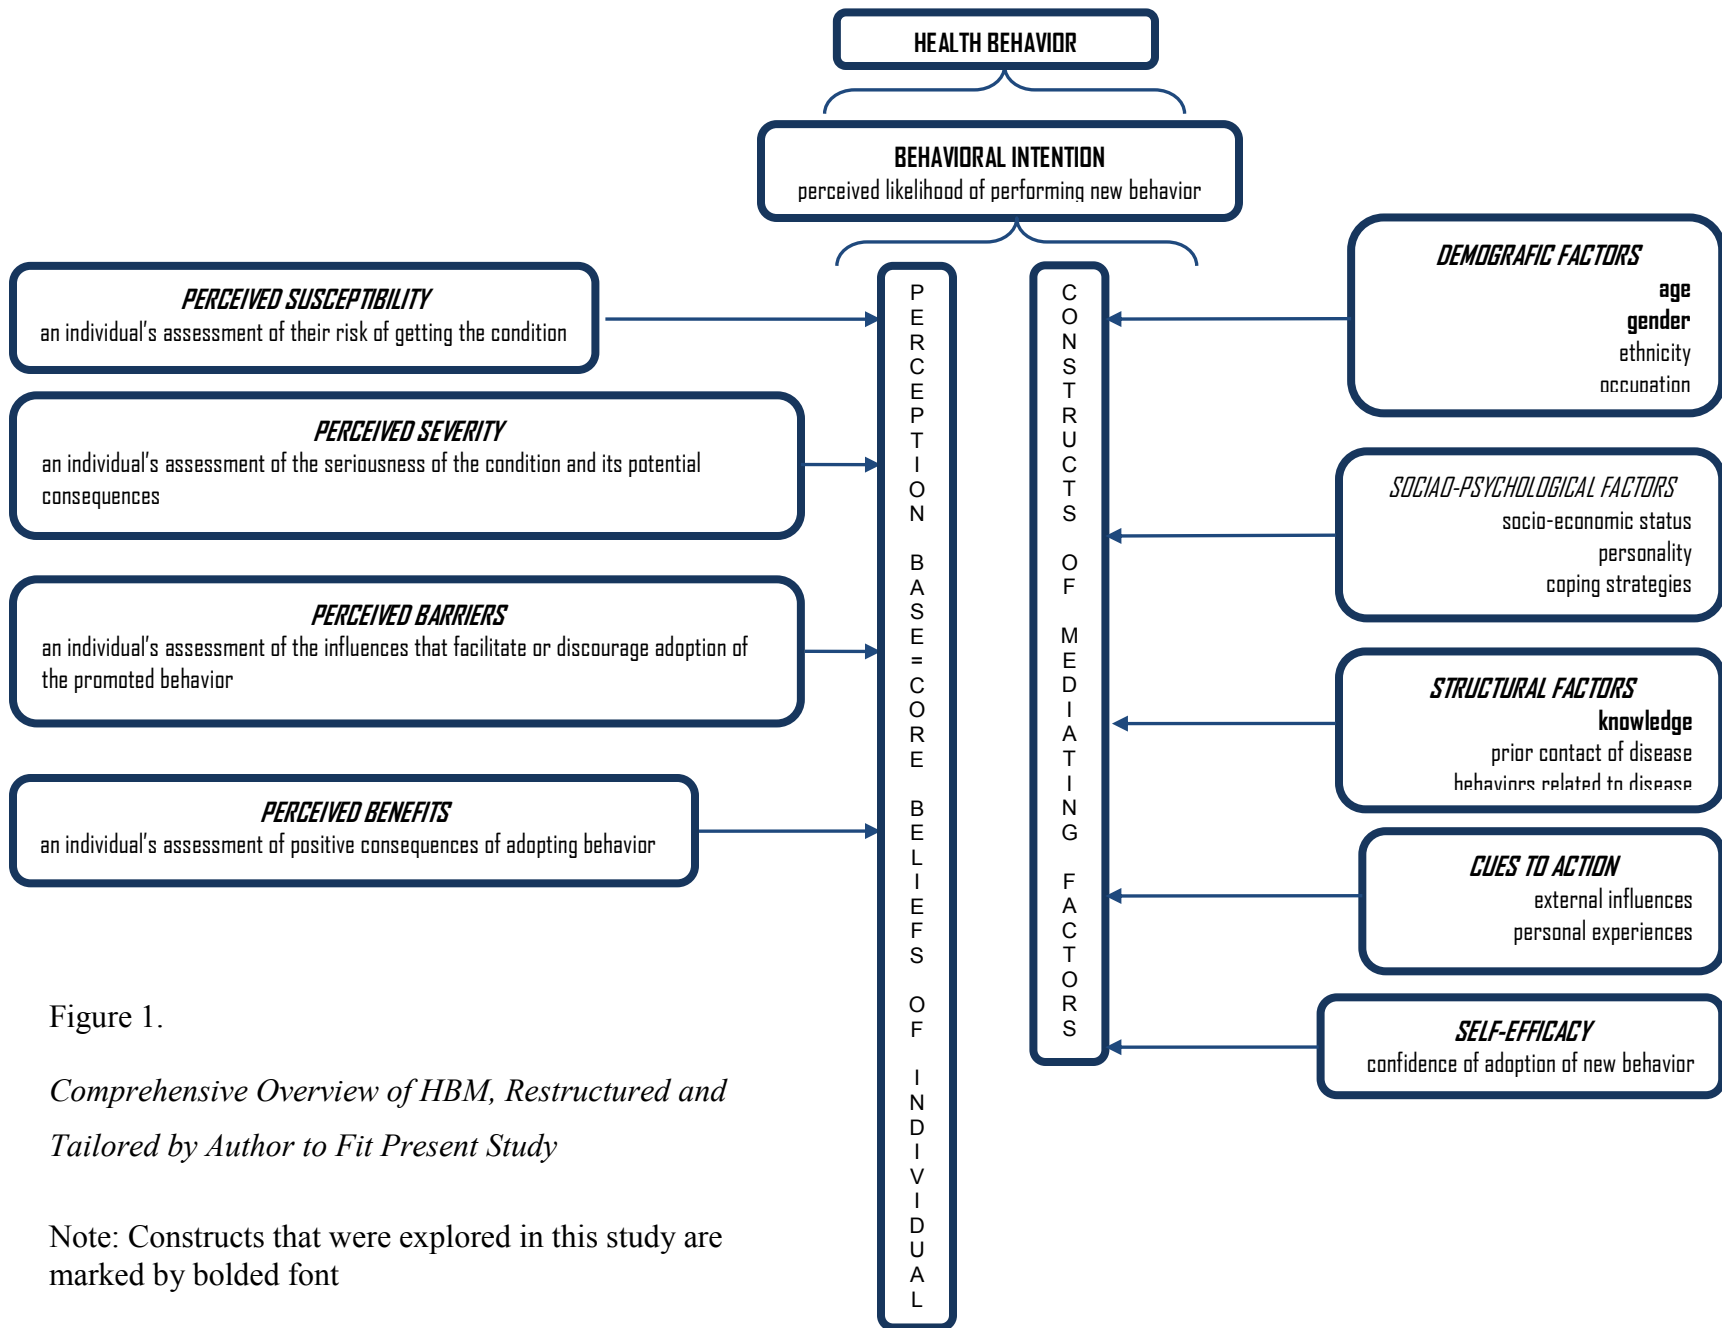 HEALTH BEHAVIOR
BEHAVIORAL INTENTION
perceived likelihood of performing new behavior
PERCEIVED SUSCEPTIBILITY
an individual's assessment of their risk of getting the condition
PERCEIVED SEVERITY
an individual's assessment of the seriousness of the condition and its potential
consequences
PERCEIVED BARRIERS
an individual's assessment of the influences that facilitate or discourage adoption of
the promoted behavior
PERCEIVED BENEFITS
an individual's assessment of positive consequences of adopting behavior
PERCEPTION BASE=CORE BELIEFS OF INDIVIDUAL
CONSTRUCTS OF MEDIATING FACTORS
DEMOGRAFIC FACTORS
age
gender
ethnicity
occupation
SOCIAO-PSYCHOLOGICAL FACTORS
socio-economic status
personality
coping strategies
STRUCTURAL FACTORS
knowledge
prior contact of disease
behaviors related to disease
CUES TO ACTION
external influences
personal experiences
SELF-EFFICACY
confidence of adoption of new behavior
Figure 1.
Comprehensive Overview of HBM, Restructured and
Tailored by Author to Fit Present Study
Note: Constructs that were explored in this study are
marked by bolded font